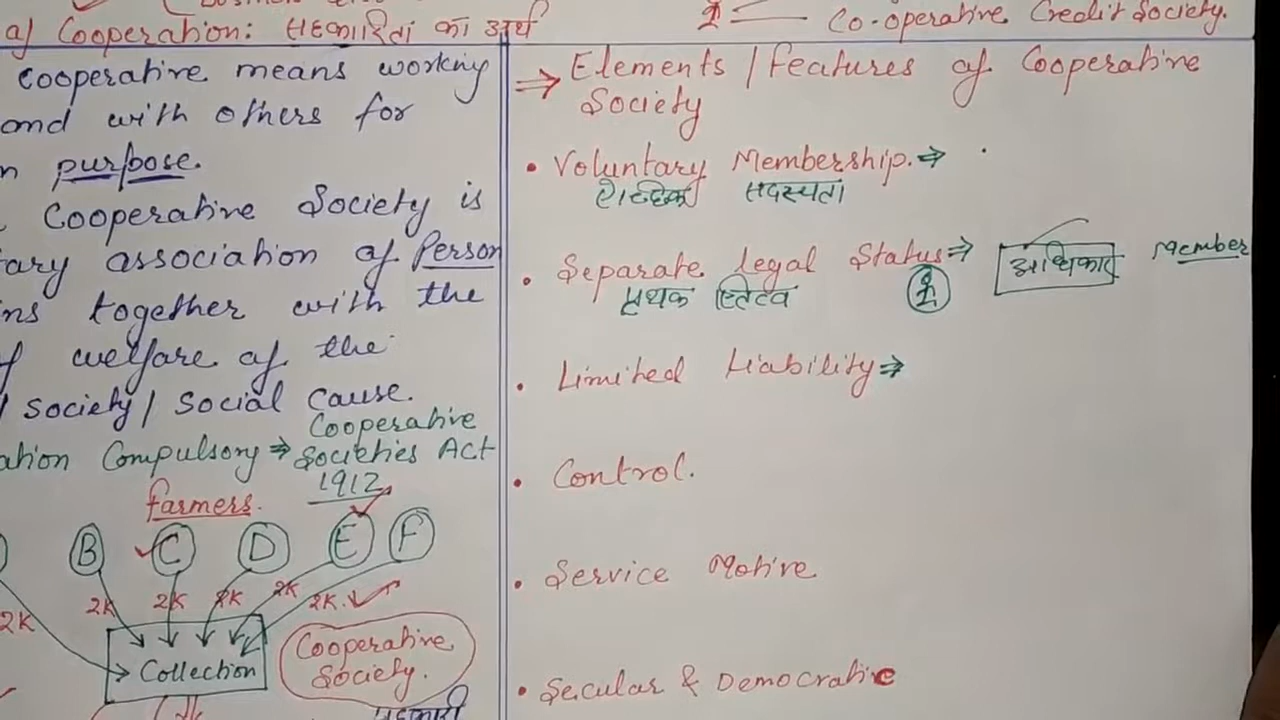 a) Cooperation: सहकारिता का अर्थ
Cooperative means working
and with others for
purpose.
Cooperative Society is
tary association of Person
ns together with the
f welfare of the
/ society / social cause.
ation Compulsory ⇒ Cooperative
Societies Act
1912
farmers.
B C D E F
2K 2K 2K 2K 2K 2K.
Collection
Cooperative
Society.
Co-operative Credit Society.
⇒ Elements / Features of Cooperative
Society
• Voluntary Membership. ⇒
सदस्यता
• Separate legal Status ⇒ Member
पृथक
• Limited Liability ⇒
• Control.
• Service Motive
• Secular & Democratic